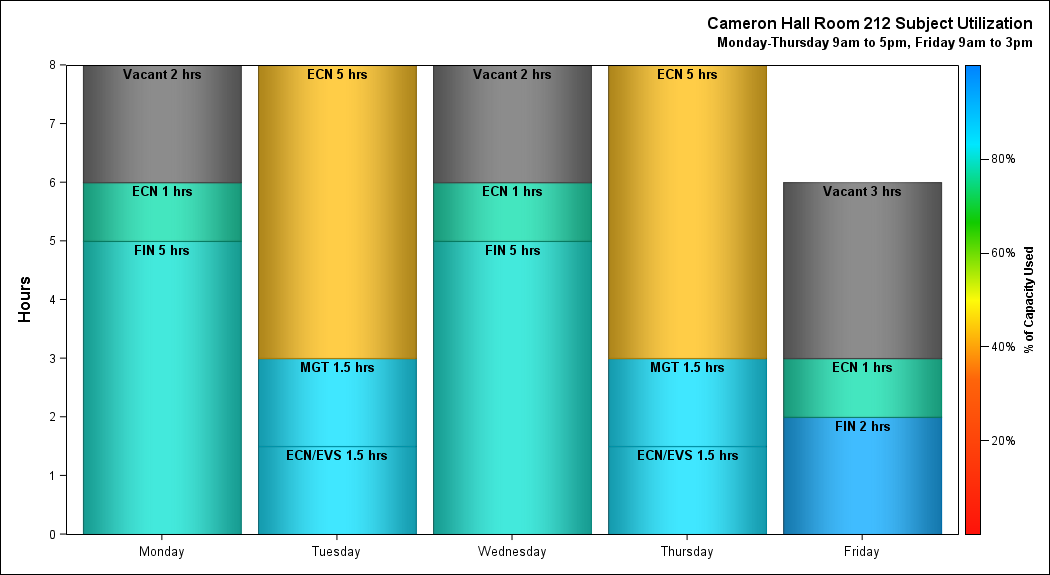 Cameron Hall Room 212 Subject Utilization
Monday-Thursday 9am to 5pm, Friday 9am to 3pm
Hours
8
7
6
5
4
3
2
1
0
Vacant 2 hrs
ECN 1 hrs
FIN 5 hrs
Monday
ECN 5 hrs
MGT 1.5 hrs
ECN/EVS 1.5 hrs
Tuesday
Vacant 2 hrs
ECN 1 hrs
FIN 5 hrs
Wednesday
ECN 5 hrs
MGT 1.5 hrs
ECN/EVS 1.5 hrs
Thursday
Vacant 3 hrs
ECN 1 hrs
FIN 2 hrs
Friday
80%
60%
40%
20%
% of Capacity Used